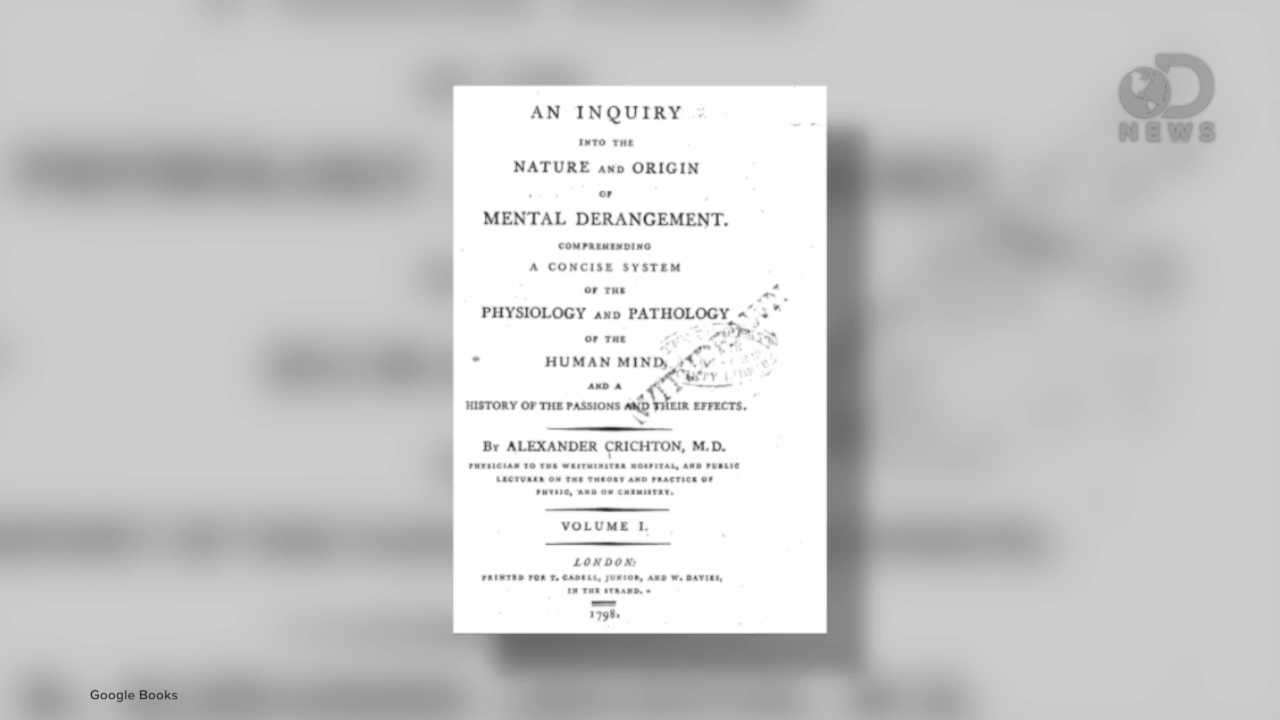 AN INQUIRY
INTO THE
NATURE AND ORIGIN
OF
MENTAL DERANGEMENT.
COMPREHENDING
A CONCISE SYSTEM
OF THE
PHYSIOLOGY AND PATHOLOGY
OF THE
HUMAN MIND,
AND A
HISTORY OF THE PASSIONS AND THEIR EFFECTS.
By ALEXANDER CRICHTON, M.D.
PHYSICIAN TO THE WESTMINSTER HOSPITAL, AND PUBLIC
LECTURER ON THE THEORY AND PRACTICE OF
PHYSIC, AND ON CHEMISTRY.
VOLUME I.
LONDON:
PRINTED FOR T. CADELL, JUNIOR, AND W. DAVIES,
IN THE STRAND.
1798.
D
NEWS
Google Books